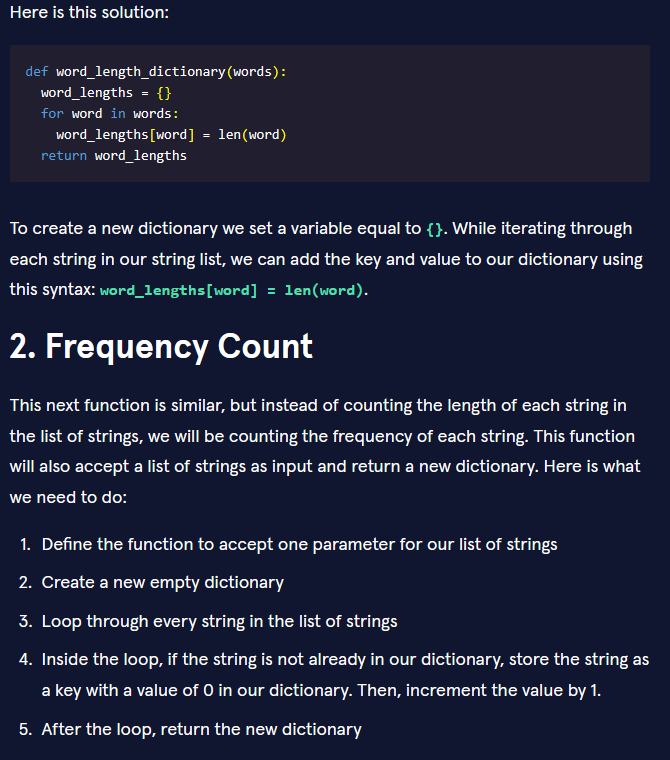 Here is this solution:
def word_length_dictionary(words):
  word_lengths = {}
  for word in words:
    word_lengths[word] = len(word)
  return word_lengths
To create a new dictionary we set a variable equal to {}. While iterating through
each string in our string list, we can add the key and value to our dictionary using
this syntax: word_lengths[word] = len(word).
2. Frequency Count
This next function is similar, but instead of counting the length of each string in
the list of strings, we will be counting the frequency of each string. This function
will also accept a list of strings as input and return a new dictionary. Here is what
we need to do:
1. Define the function to accept one parameter for our list of strings
2. Create a new empty dictionary
3. Loop through every string in the list of strings
4. Inside the loop, if the string is not already in our dictionary, store the string as
a key with a value of 0 in our dictionary. Then, increment the value by 1.
5. After the loop, return the new dictionary